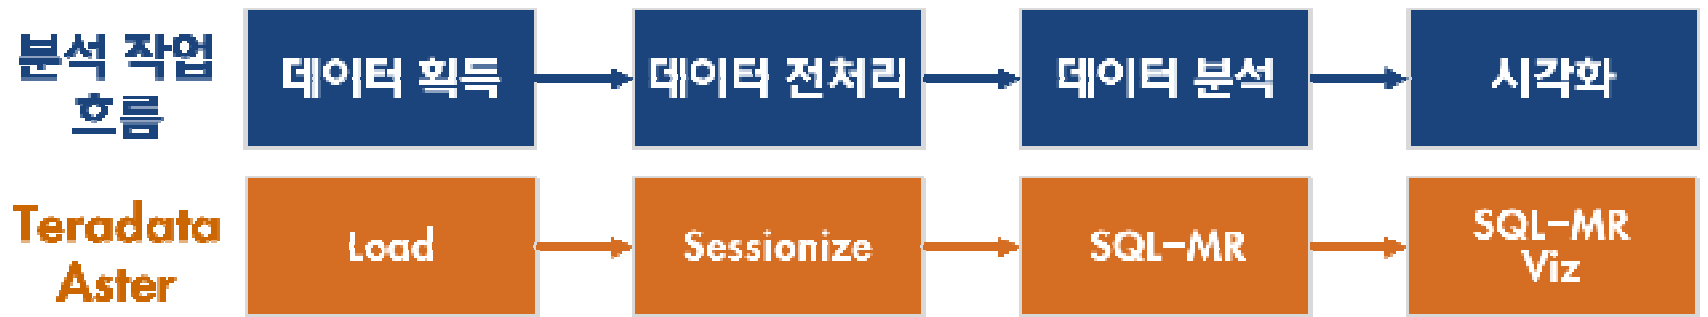 분석 작업
흐름
데이터 획득
데이터 전처리
데이터 분석
시각화
Teradata
Aster
Load
Sessionize
SQL-MR
SQL-MR
Viz